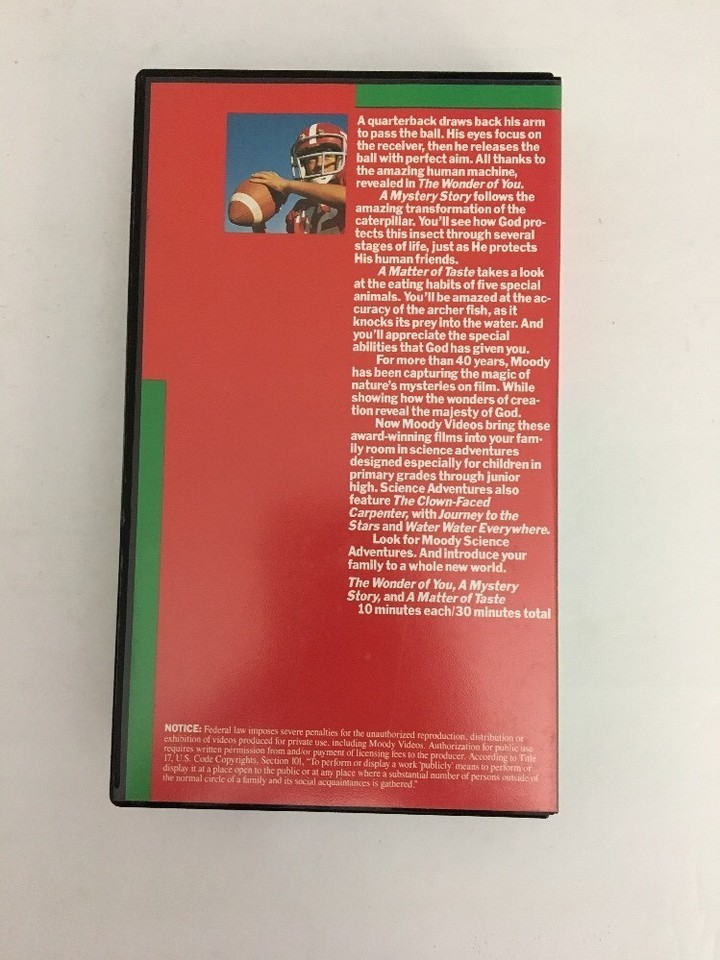 A quarterback draws back his arm
to pass the ball. His eyes focus on
the receiver, then he releases the
ball with perfect aim. All thanks to
the amazing human machine,
revealed in The Wonder of You.
A Mystery Story follows the
amazing transformation of the
caterpillar. You'll see how God pro-
tects this insect through several
stages of life, just as He protects
His human friends.
A Matter of Taste takes a look
at the eating habits of five special
animals. You'll be amazed at the ac-
curacy of the archer fish, as it
knocks its prey into the water. And
you'll appreciate the special
abilities that God has given you.
For more than 40 years, Moody
has been capturing the magic of
nature's mysteries on film. While
showing how the wonders of crea-
tion reveal the majesty of God.
Now Moody Videos bring these
award-winning films into your fam-
ily room in science adventures
designed especially for children in
primary grades through junior
high. Science Adventures also
feature The Clown-Faced
Carpenter, with Journey to the
Stars and Water Water Everywhere.
Look for Moody Science
Adventures. And introduce your
family to a whole new world.
The Wonder of You, A Mystery
Story, and A Matter of Taste
10 minutes each/30 minutes total
NOTICE: Federal law imposes severe penalties for the unauthorized reproduction, distribution or
exhibition of videos produced for private use, including Moody Videos. Authorization for public use
requires written permission from and/or payment of licensing fees to the producer. According to Title
17, U.S. Code Copyrights, Section 101, "To perform or display a work 'publicly' means to perform or
display it at a place open to the public or at any place where a substantial number of persons outside of
the normal circle of a family and its social acquaintances is gathered."